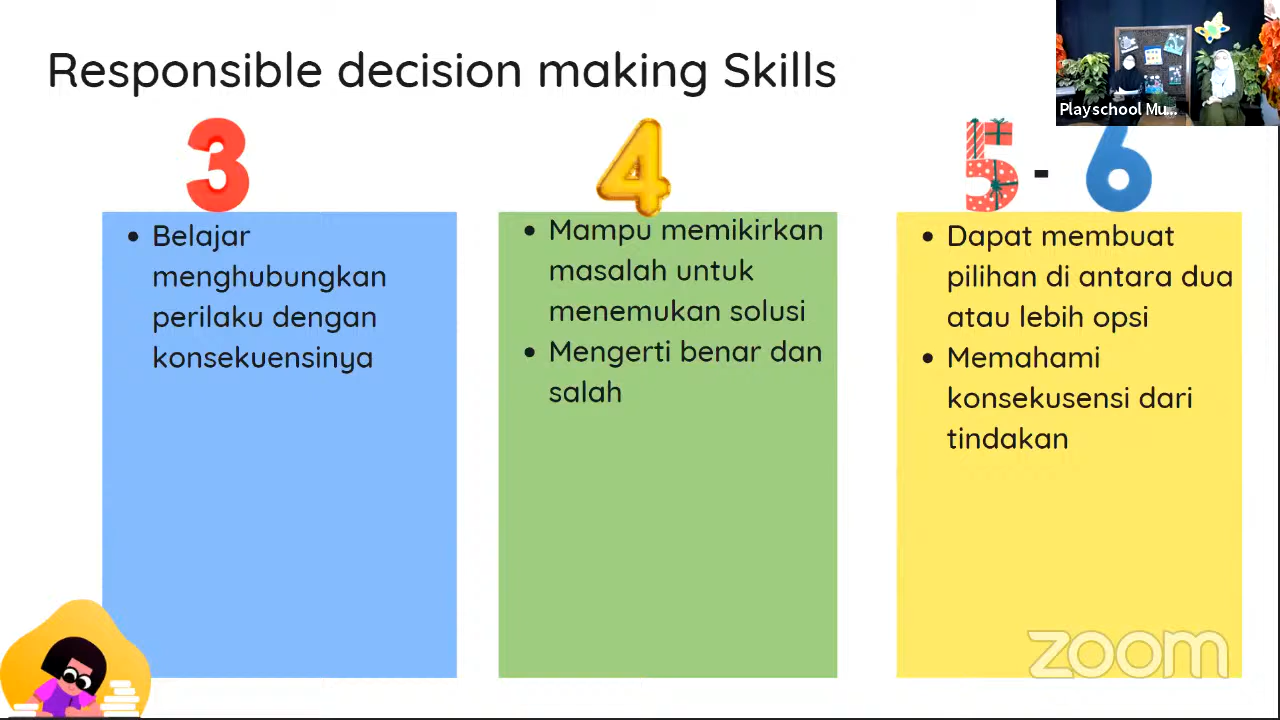 Responsible decision making Skills
Playschool Mu...
3
4
5 - 6
• Belajar
menghubungkan
perilaku dengan
konsekuensinya
• Mampu memikirkan
masalah untuk
menemukan solusi
• Mengerti benar dan
salah
• Dapat membuat
pilihan di antara dua
atau lebih opsi
• Memahami
konsekusensi dari
tindakan
zoom